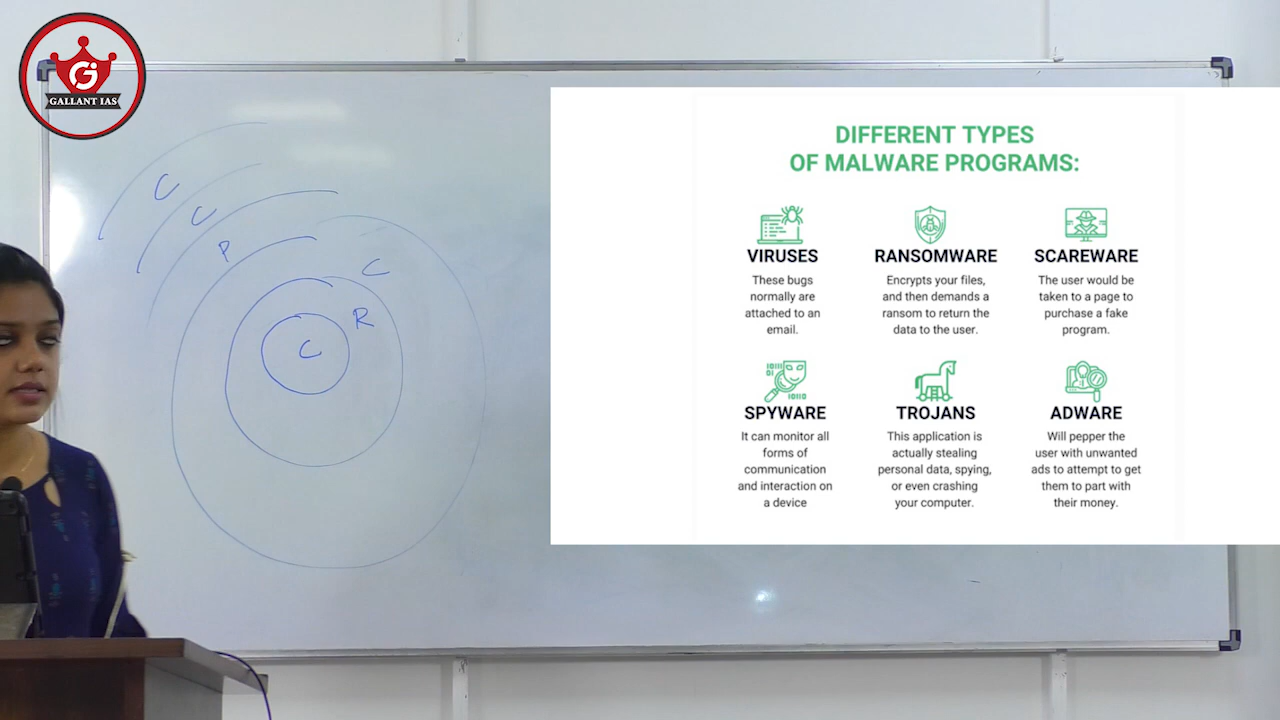 GALLANT IAS
C
C
P
C
R
C
DIFFERENT TYPES
OF MALWARE PROGRAMS:
VIRUSES
These bugs
normally are
attached to an
email.
RANSOMWARE
Encrypts your files,
and then demands a
ransom to return the
data to the user.
SCAREWARE
The user would be
taken to a page to
purchase a fake
program.
SPYWARE
It can monitor all
forms of
communication
and interaction on
a device
TROJANS
This application is
actually stealing
personal data, spying,
or even crashing
your computer.
ADWARE
Will pepper the
user with unwanted
ads to attempt to get
them to part with
their money.